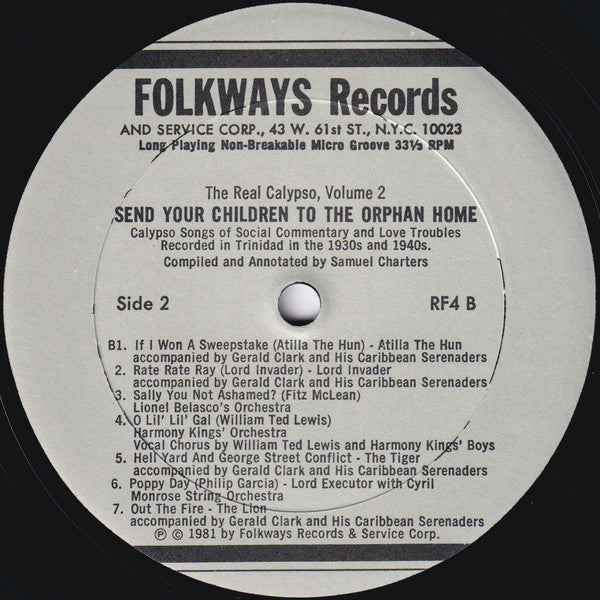 FOLKWAYS Records
AND SERVICE CORP., 43 W. 61st ST., N.Y.C. 10023
Long Playing Non-Breakable Micro Groove 33⅓ RPM
The Real Calypso, Volume 2
SEND YOUR CHILDREN TO THE ORPHAN HOME
Calypso Songs of Social Commentary and Love Troubles
Recorded in Trinidad in the 1930s and 1940s.
Compiled and Annotated by Samuel Charters
Side 2 RF4 B
B1. If I Won A Sweepstake (Atilla The Hun) - Atilla The Hun
accompanied by Gerald Clark and His Caribbean Serenaders
2. Rate Rate Ray (Lord Invader) - Lord Invader
accompanied by Gerald Clark and His Caribbean Serenaders
3. Sally You Not Ashamed? (Fitz McLean)
Lionel Belasco's Orchestra
4. O Lil' Lil' Gal (William Ted Lewis)
Harmony Kings' Orchestra
Vocal Chorus by William Ted Lewis and Harmony Kings' Boys
5. Hell Yard And George Street Conflict - The Tiger
accompanied by Gerald Clark and His Caribbean Serenaders
6. Poppy Day (Philip Garcia) - Lord Executor with Cyril
Monrose String Orchestra
7. Out The Fire - The Lion
accompanied by Gerald Clark and His Caribbean Serenaders
℗ © 1981 by Folkways Records & Service Corp.